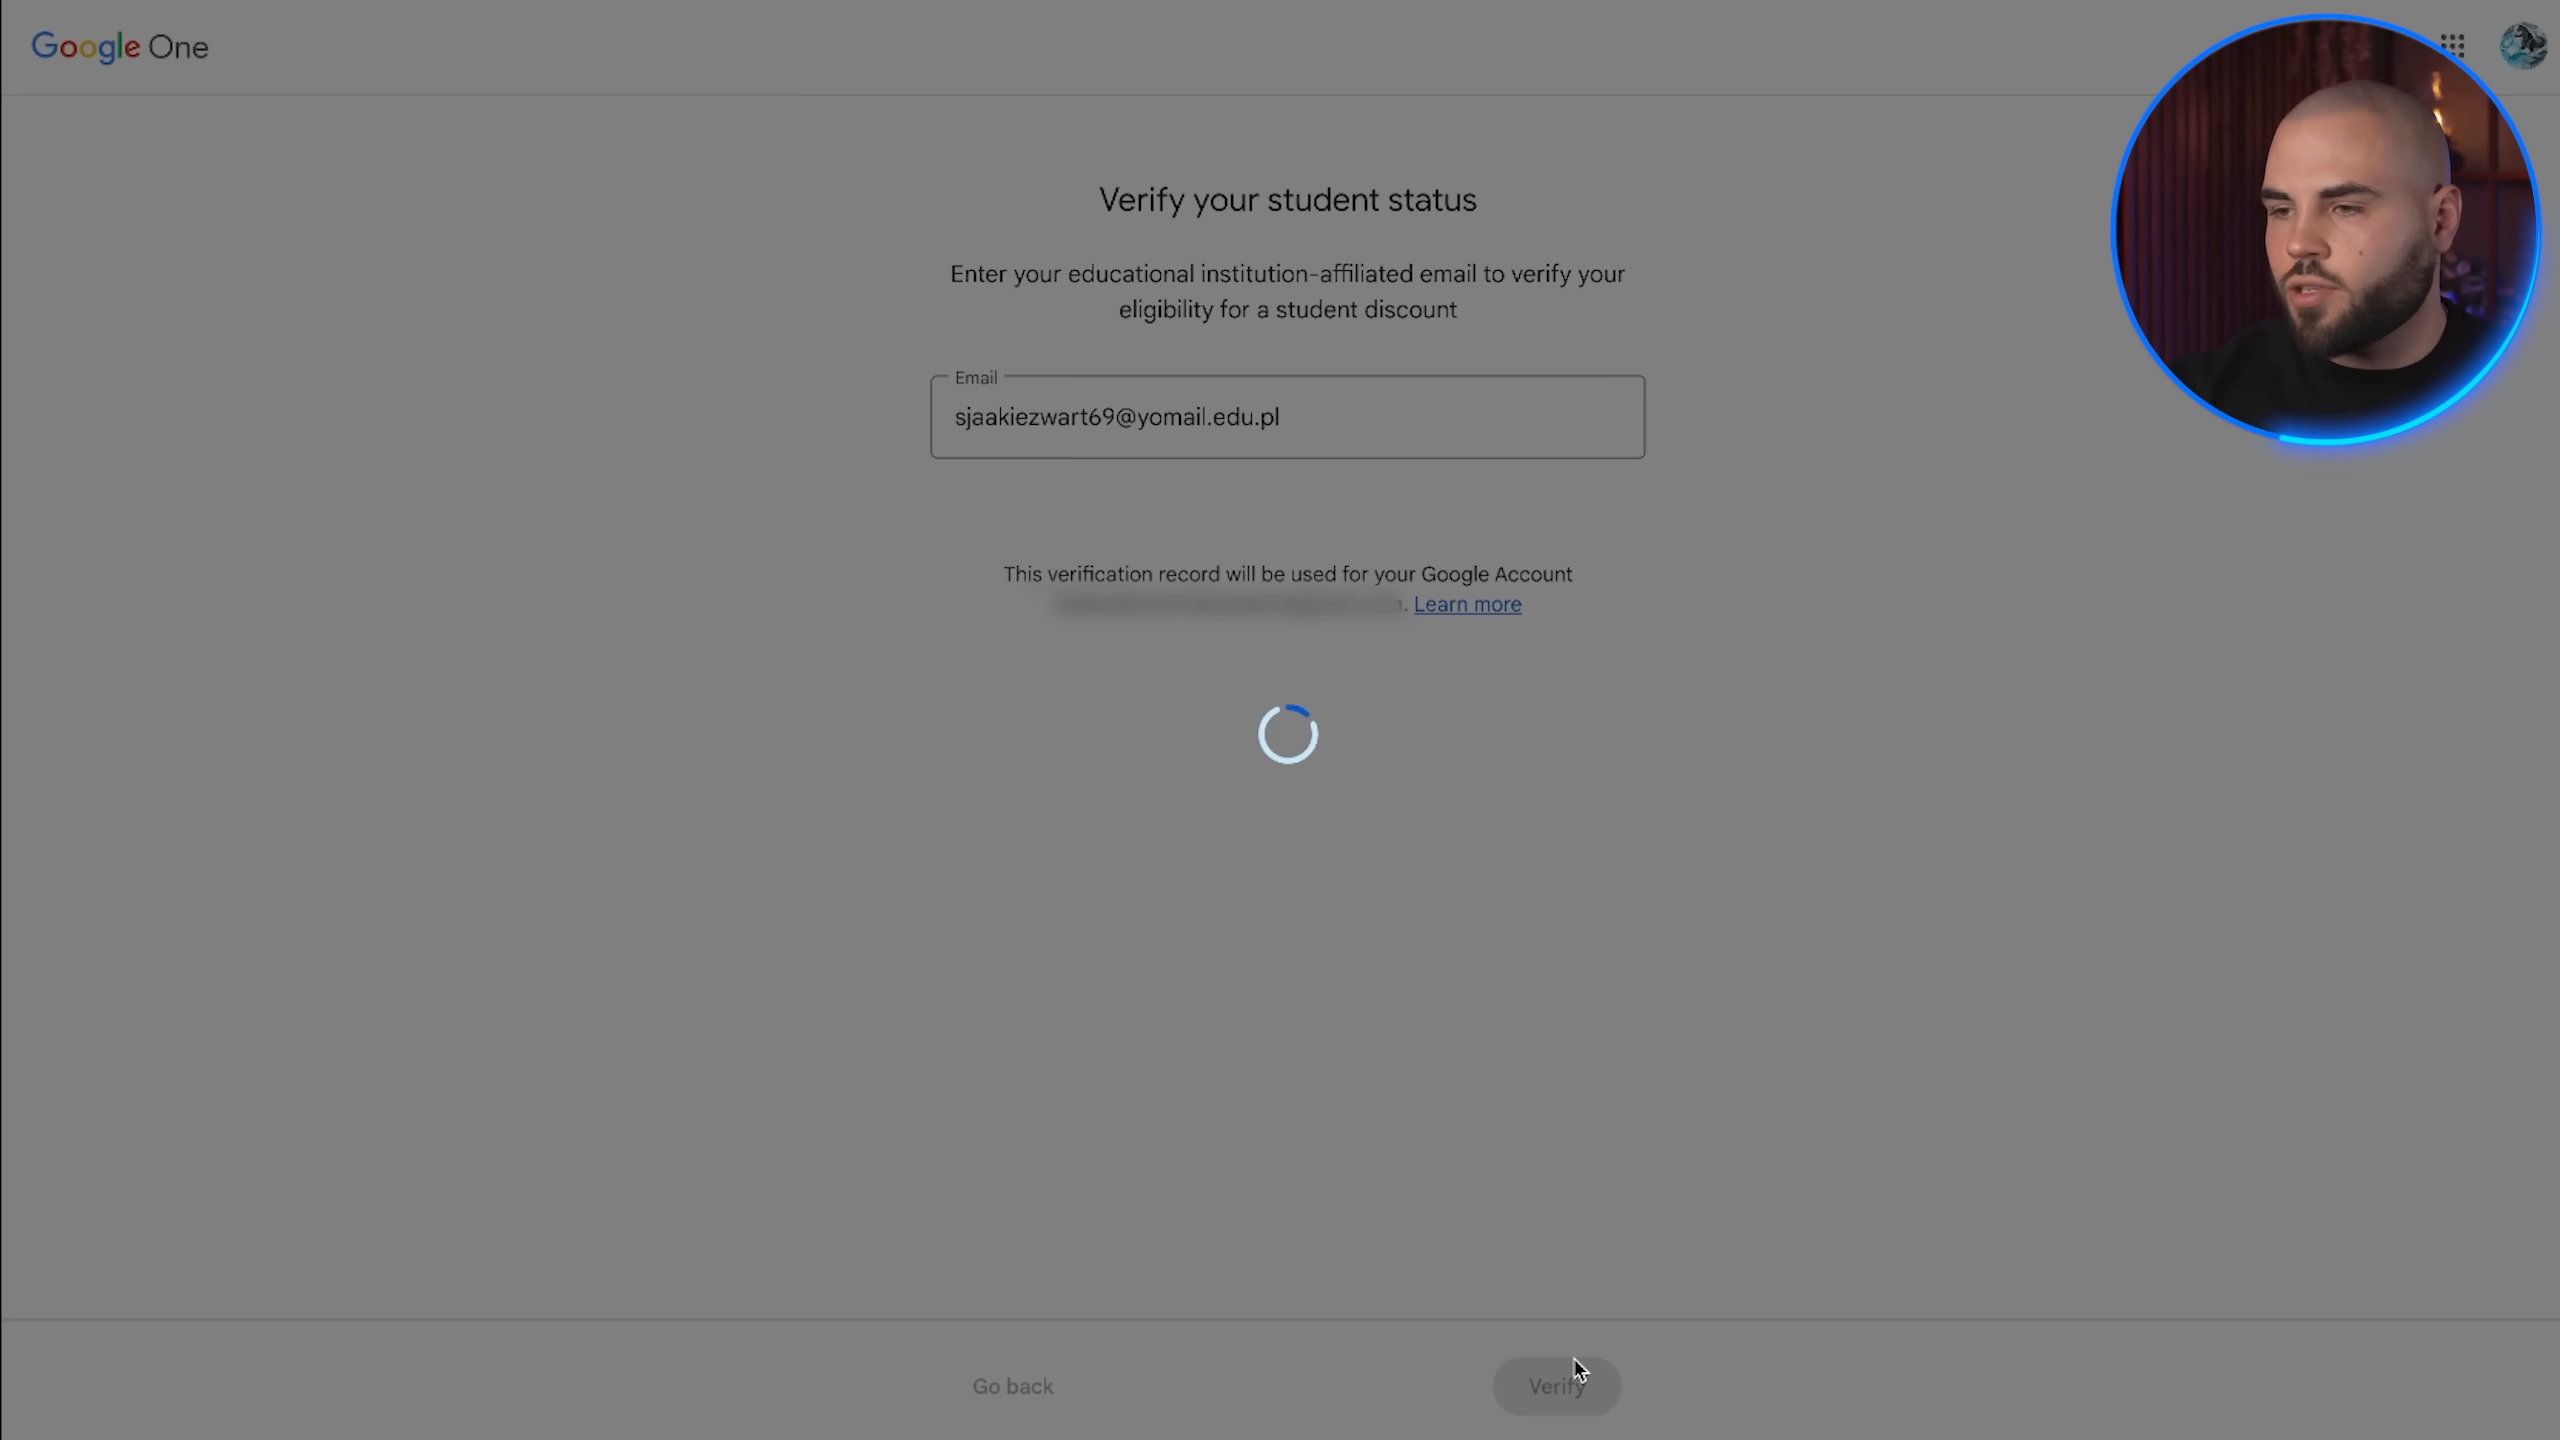 Google One
Verify your student status
Enter your educational institution-affiliated email to verify your
eligibility for a student discount
Email
sjaakiezwart69@yomail.edu.pl
This verification record will be used for your Google Account
. Learn more
Go back
Verify